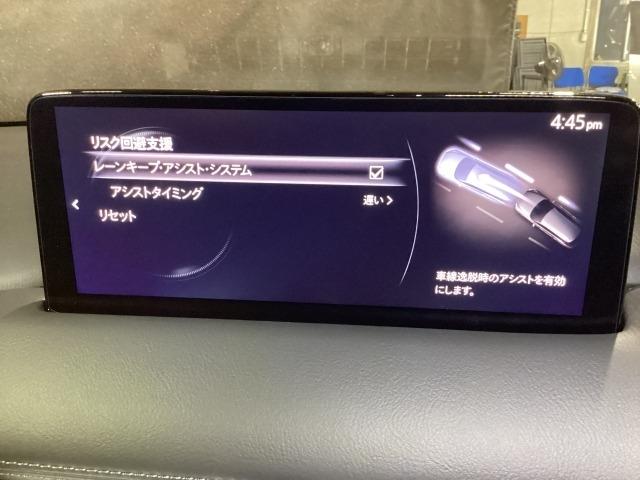 4:45pm
リスク回避支援
レーンキープ・アシスト・システム
アシストタイミング 遅い
リセット
車線逸脱時のアシストを有効
にします。